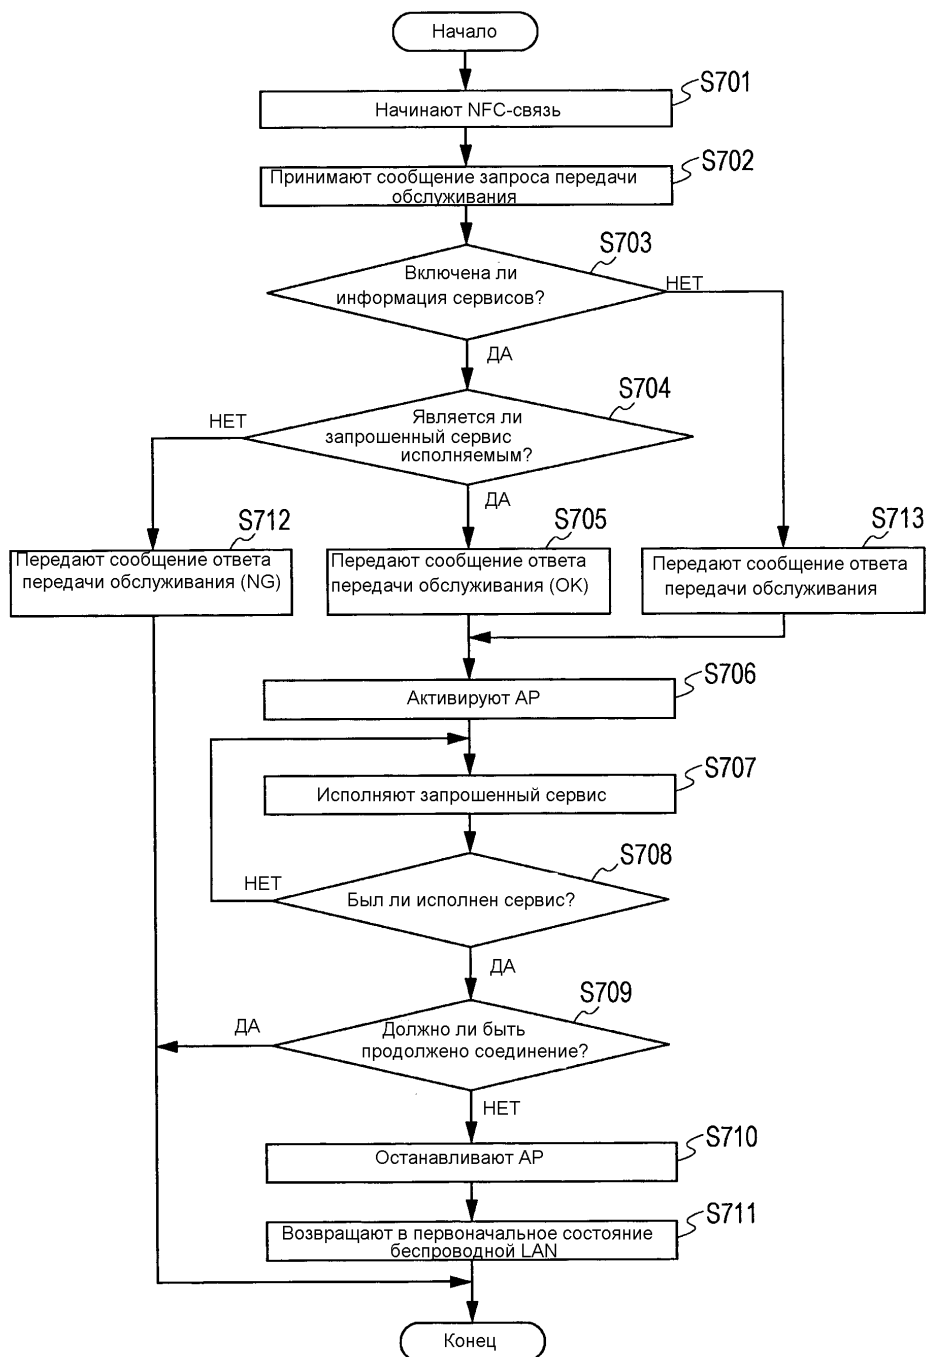 Начало
S701
Начинают NFC-связь
S702
Принимают сообщение запроса передачи
обслуживания
S703
Включена ли
информация сервисов?
НЕТ
ДА
S704
НЕТ
Является ли
запрошенный сервис
исполняемым?
ДА
S712
S705
S713
Передают сообщение ответа
передачи обслуживания (NG)
Передают сообщение ответа
передачи обслуживания (OK)
Передают сообщение ответа
передачи обслуживания
S706
Активируют AP
S707
Исполняют запрошенный сервис
S708
НЕТ
Был ли исполнен сервис?
ДА
S709
ДА
Должно ли быть
продолжено соединение?
НЕТ
S710
Останавливают AP
S711
Возвращают в первоначальное состояние
беспроводной LAN
Конец